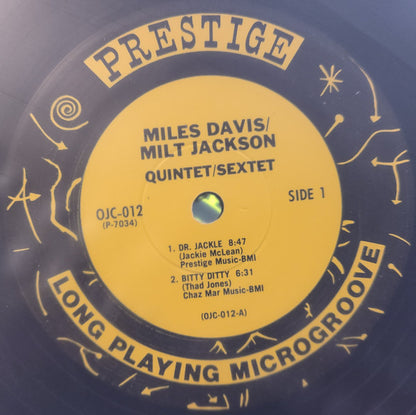 PRESTIGE
MILES DAVIS/
MILT JACKSON
QUINTET/SEXTET
OJC-012
(P-7034)
SIDE 1
1. DR. JACKLE 8:47
(Jackie McLean)
Prestige Music-BMI
2. BITTY DITTY 6:31
(Thad Jones)
Chaz Mar Music-BMI
(OJC-012-A)
LONG PLAYING MICROGROOVE